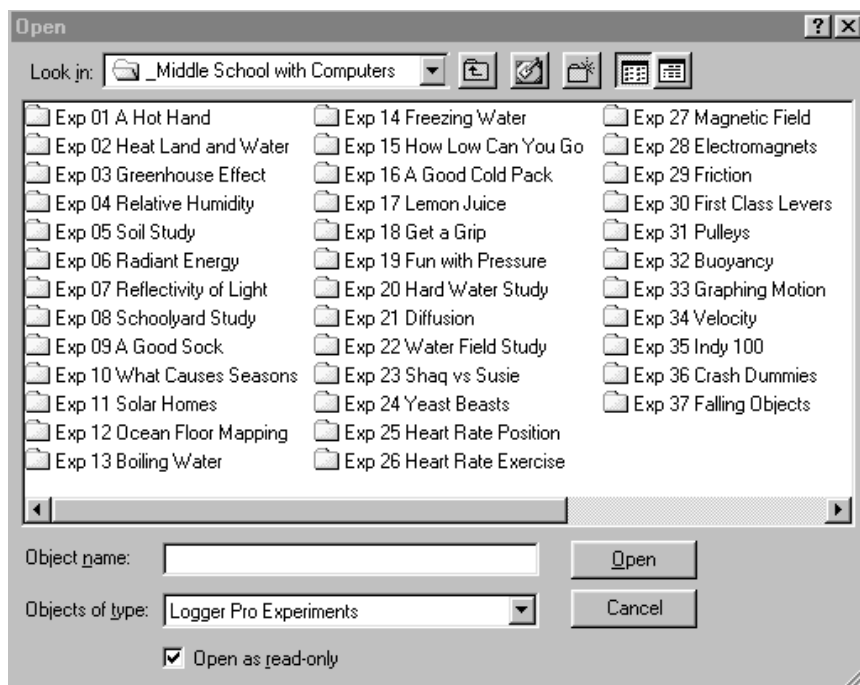 Open
Look in: _Middle School with Computers
Exp 01 A Hot Hand
Exp 02 Heat Land and Water
Exp 03 Greenhouse Effect
Exp 04 Relative Humidity
Exp 05 Soil Study
Exp 06 Radiant Energy
Exp 07 Reflectivity of Light
Exp 08 Schoolyard Study
Exp 09 A Good Sock
Exp 10 What Causes Seasons
Exp 11 Solar Homes
Exp 12 Ocean Floor Mapping
Exp 13 Boiling Water
Exp 14 Freezing Water
Exp 15 How Low Can You Go
Exp 16 A Good Cold Pack
Exp 17 Lemon Juice
Exp 18 Get a Grip
Exp 19 Fun with Pressure
Exp 20 Hard Water Study
Exp 21 Diffusion
Exp 22 Water Field Study
Exp 23 Shaq vs Susie
Exp 24 Yeast Beasts
Exp 25 Heart Rate Position
Exp 26 Heart Rate Exercise
Exp 27 Magnetic Field
Exp 28 Electromagnets
Exp 29 Friction
Exp 30 First Class Levers
Exp 31 Pulleys
Exp 32 Buoyancy
Exp 33 Graphing Motion
Exp 34 Velocity
Exp 35 Indy 100
Exp 36 Crash Dummies
Exp 37 Falling Objects
Object name:
Open
Objects of type: Logger Pro Experiments
Cancel
Open as read-only